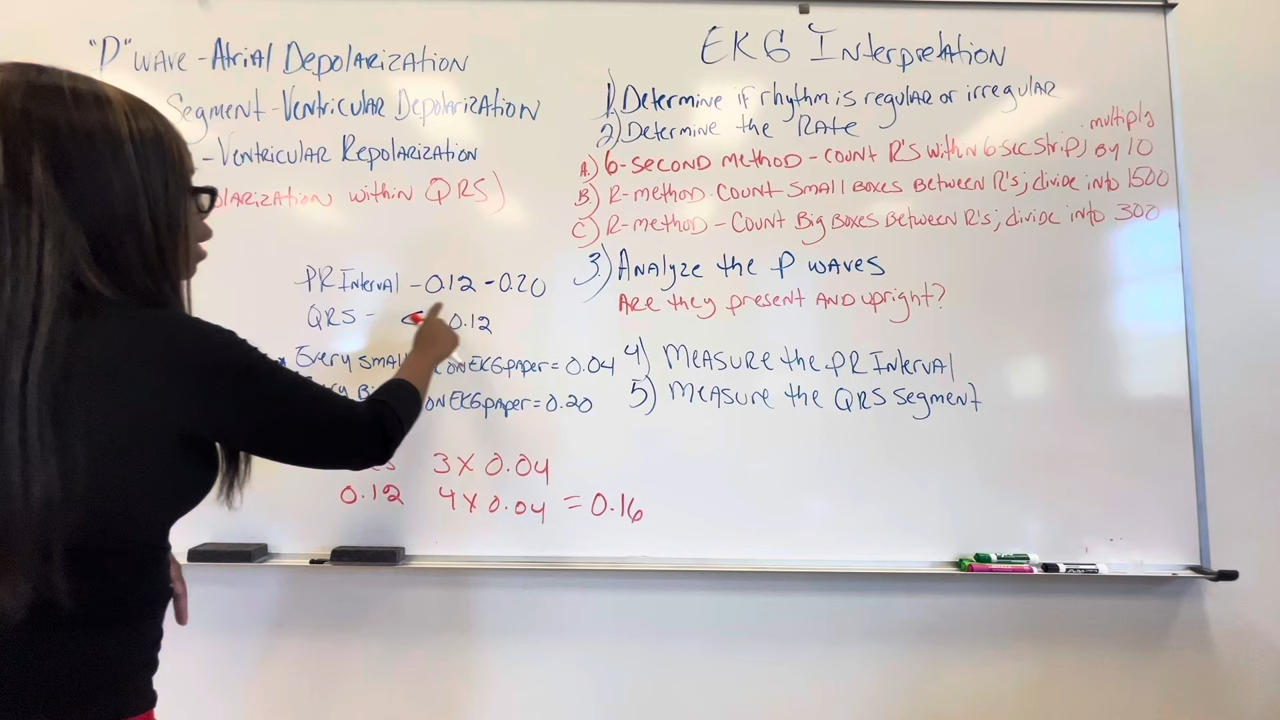 "P" wave - Atrial Depolarization
Segment - Ventricular Depolarization
- Ventricular Repolarization
within QRS)
PR Interval - 0.12 - 0.20
QRS - 0.12
Every small on EKG paper = 0.04
on EKG paper = 0.20
3 x 0.04
0.12 4 x 0.04 = 0.16
EKG Interpretation
1.) Determine if rhythm is regular or irregular
2) Determine the Rate
A.) 6-second method - count R's within 6-sec strip, multiply by 10
B) R-method - count small boxes between R's; divide into 1500
C) R-method - count Big boxes between R's; divide into 300
3.) Analyze the P waves
Are they present and upright?
4) Measure the PR Interval
5) Measure the QRS segment